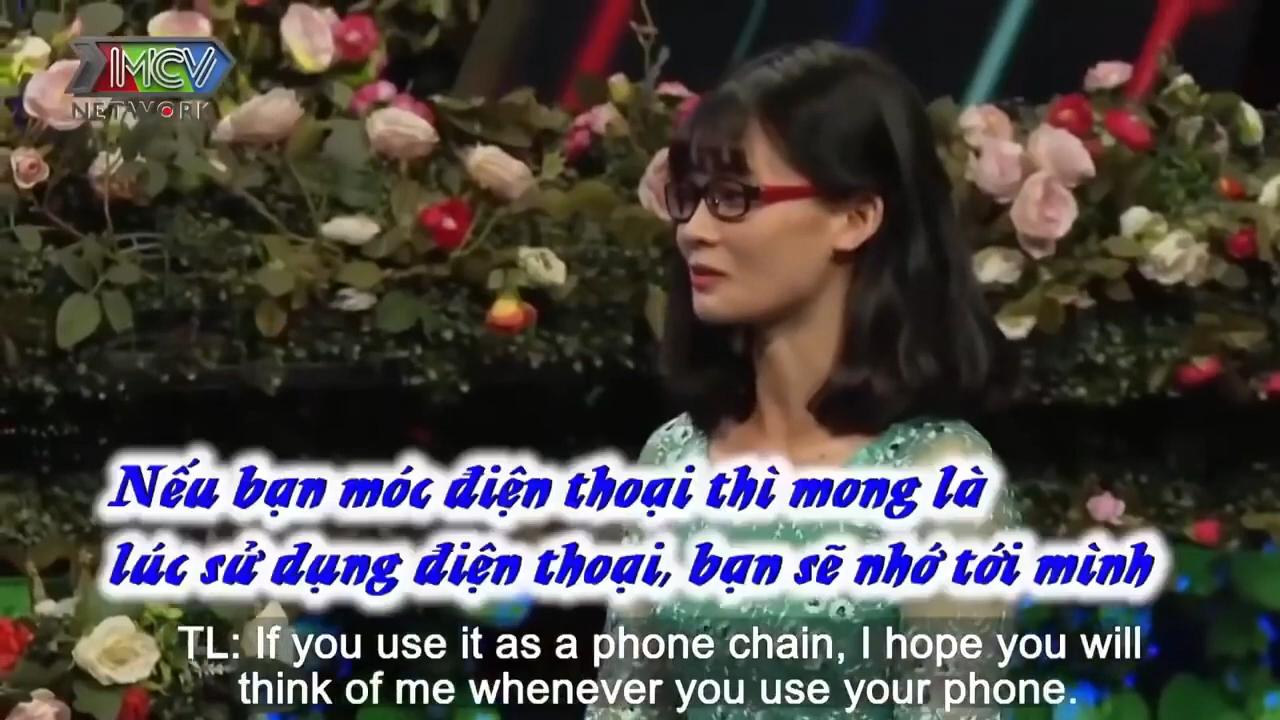 MCV
NETWORK
Nếu bạn móc điện thoại thì mong là
lúc sử dụng điện thoại, bạn sẽ nhớ tới mình
TL: If you use it as a phone chain, I hope you will
think of me whenever you use your phone.